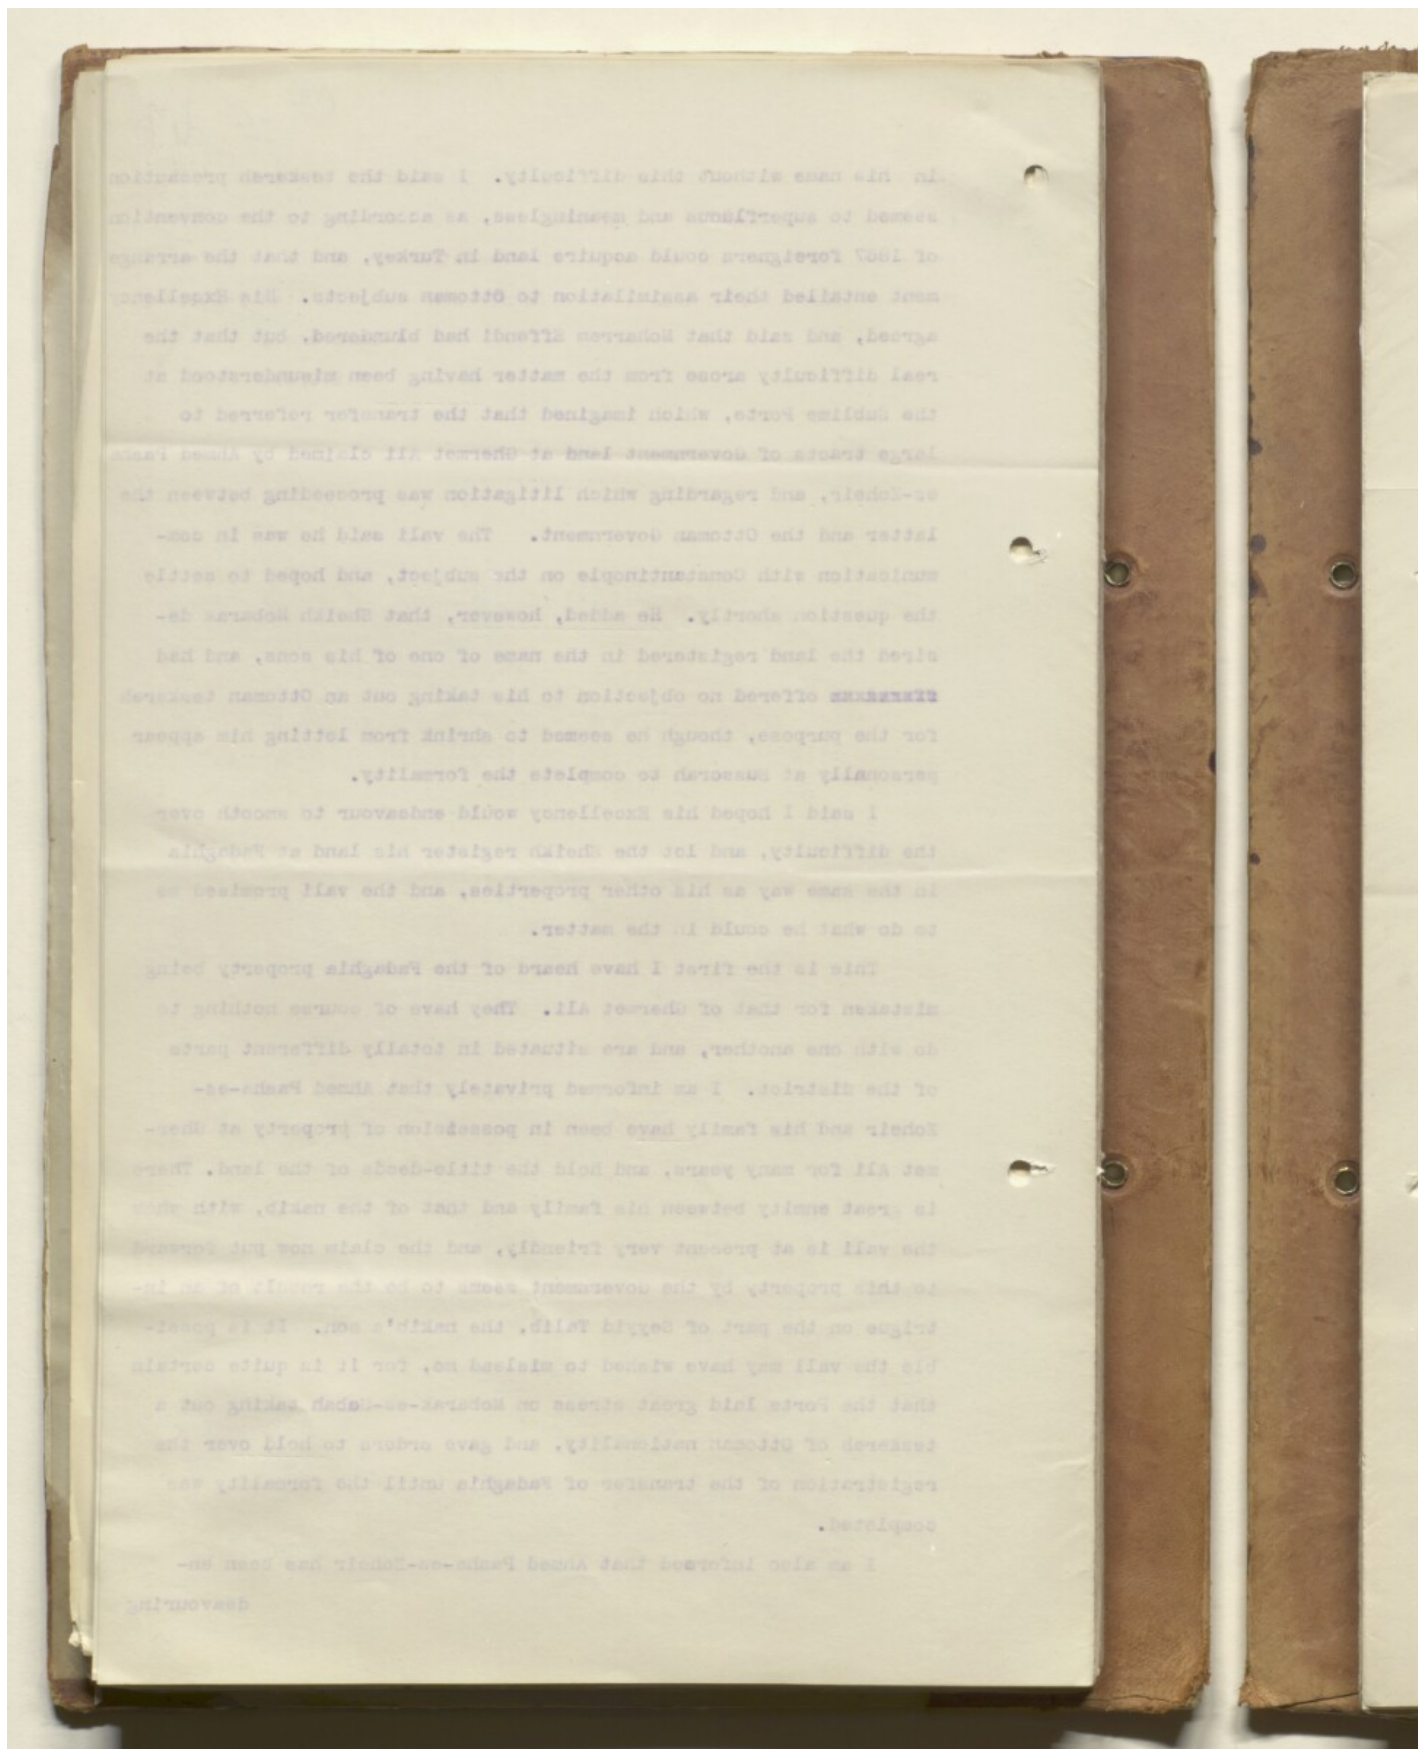 in his name without this difficulty. I said the teskereh precaution
seemed to superfluous and meaningless, as according to the convention
of 1867 foreigners could acquire land in Turkey, and that the arrange
ment entailed their assimilation to Ottoman subjects. His Excellency
agreed, and said that Moharrem Effendi had blundered, but that the
real difficulty arose from the matter having been misunderstood at
the Sublime Porte, which imagined that the transfer referred to
large tracts of Government land at Ghermet Ali claimed by Ahmed Pasha
ez-Zoheir, and regarding which litigation was proceeding between the
latter and the Ottoman Government. The vali said he was in com-
munication with Constantinople on the subject, and hoped to settle
the question shortly. He added, however, that Sheikh Mobarak de-
sired the land registered in the name of one of his sons, and had
offered no objection to his taking out an Ottoman teskereh
for the purpose, though he seemed to shrink from letting him appear
personally at Bussorah to complete the formality.
I said I hoped his Excellency would endeavour to smooth over
the difficulty, and let the Sheikh register his land at Fadaghia
in the same way as his other properties, and the vali promised me
to do what he could in the matter.
This is the first I have heard of the Fadaghia property being
mistaken for that of Ghermet Ali. They have of course nothing to
do with one another, and are situated in totally different parts
of the district. I am informed privately that Ahmed Pasha-es-
Zoheir and his family have been in possession of property at Gher-
met Ali for many years, and hold the title-deeds of the land. There
is great enmity between his family and that of the nakib, with whom
the vali is at present very friendly, and the claim now put forward
to this property by the Government seems to be the result of an in-
trigue on the part of Seyyid Talib, the nakib's son. It is possi-
ble the vali may have wished to mislead me, for it is quite certain
that the Porte laid great stress on Mobarak-es-Sabah taking out a
teskereh of Ottoman nationality, and gave orders to hold over the
registration of the transfer of Fadaghia until the formality was
completed.
I am also informed that Ahmed Pasha-es-Zoheir has been en-
deavouring